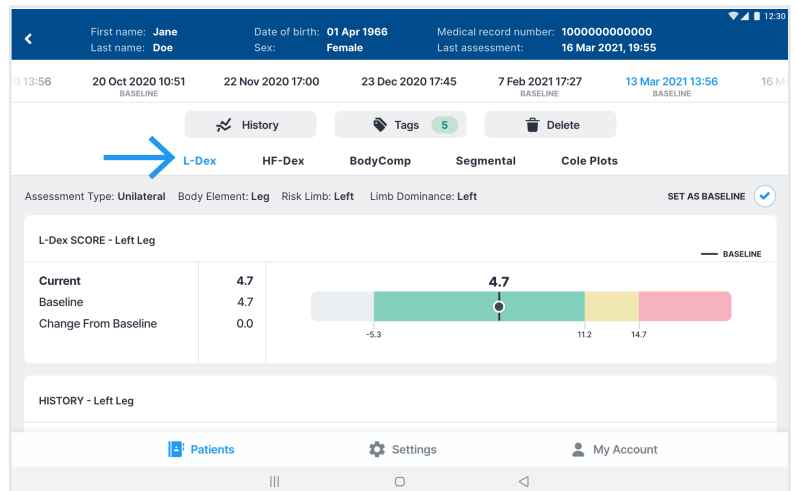 12:30
First name: Jane Date of birth: 01 Apr 1966 Medical record number: 1000000000000
Last name: Doe Sex: Female Last assessment: 16 Mar 2021, 19:55
0 13:56 20 Oct 2020 10:51 22 Nov 2020 17:00 23 Dec 2020 17:45 7 Feb 2021 17:27 13 Mar 2021 13:56 16 M
BASELINE BASELINE BASELINE
History Tags 5 Delete
L-Dex HF-Dex BodyComp Segmental Cole Plots
Assessment Type: Unilateral Body Element: Leg Risk Limb: Left Limb Dominance: Left SET AS BASELINE
L-Dex SCORE - Left Leg
BASELINE
Current 4.7 4.7
Baseline 4.7
Change From Baseline 0.0
-5.3 11.2 14.7
HISTORY - Left Leg
Patients Settings My Account